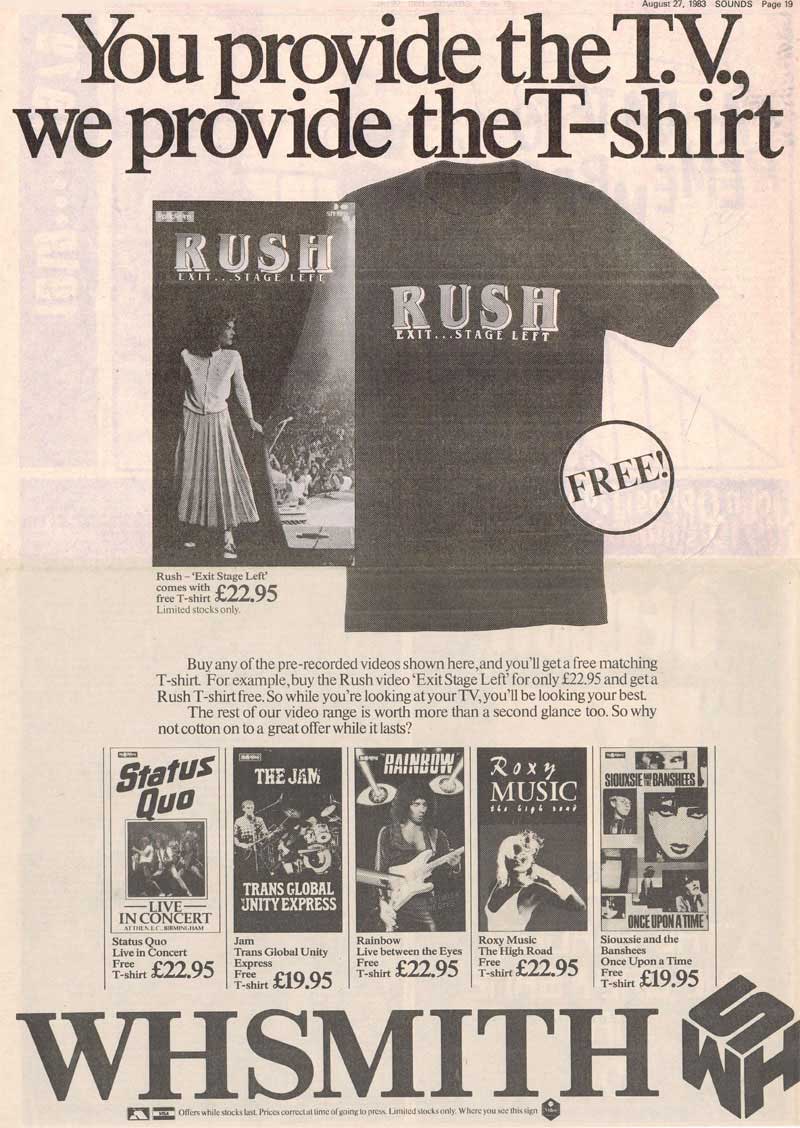 August 27, 1983 SOUNDS Page 19
You provide the T.V.,
we provide the T-shirt
RUSH
EXIT...STAGE LEFT
RUSH
EXIT...STAGE LEFT
FREE!
Rush – 'Exit Stage Left'
comes with
free T-shirt £22.95
Limited stocks only.
Buy any of the pre-recorded videos shown here, and you'll get a free matching
T-shirt. For example, buy the Rush video 'Exit Stage Left' for only £22.95 and get a
Rush T-shirt free. So while you're looking at your TV, you'll be looking your best.
The rest of our video range is worth more than a second glance too. So why
not cotton on to a great offer while it lasts?
Status
Quo
LIVE
IN CONCERT
AT THE N.E.C., BIRMINGHAM
Status Quo
Live in Concert
Free
T-shirt £22.95
THE JAM
TRANS GLOBAL
UNITY EXPRESS
Jam
Trans Global Unity
Express
Free
T-shirt £19.95
RAINBOW
Rainbow
Live between the Eyes
Free
T-shirt £22.95
Roxy
MUSIC
the high road
Roxy Music
The High Road
Free
T-shirt £22.95
SIOUXSIE AND THE BANSHEES
ONCE UPON A TIME
Siouxsie and the
Banshees
Once Upon a Time
Free
T-shirt £19.95
WHSMITH
WHS
VISA
Offers while stocks last. Prices correct at time of going to press. Limited stocks only. Where you see this sign